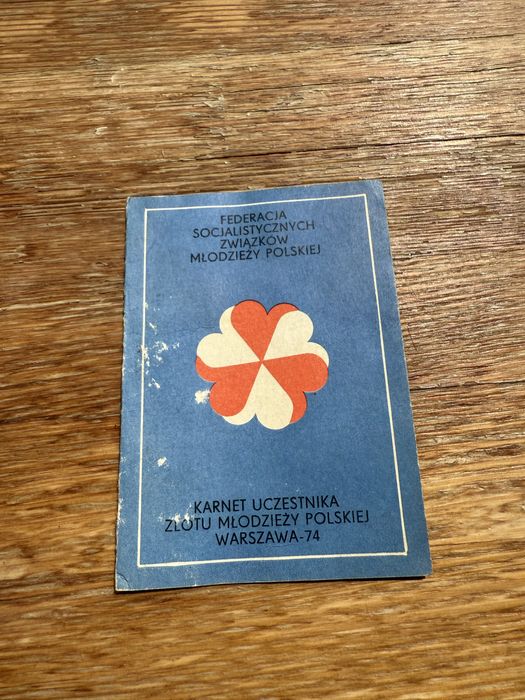 FEDERACJA
SOCJALISTYCZNYCH
ZWIĄZKÓW
MŁODZIEŻY POLSKIEJ
KARNET UCZESTNIKA
ZLOTU MŁODZIEŻY POLSKIEJ
WARSZAWA-74